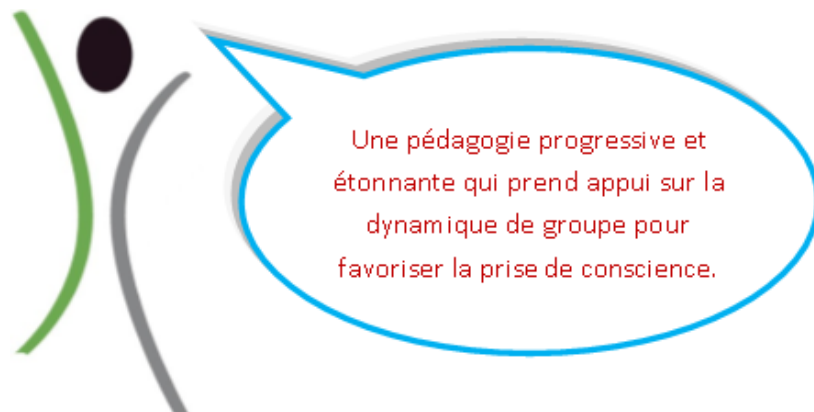 Une pédagogie progressive et
étonnante qui prend appui sur la
dynamique de groupe pour
favoriser la prise de conscience.